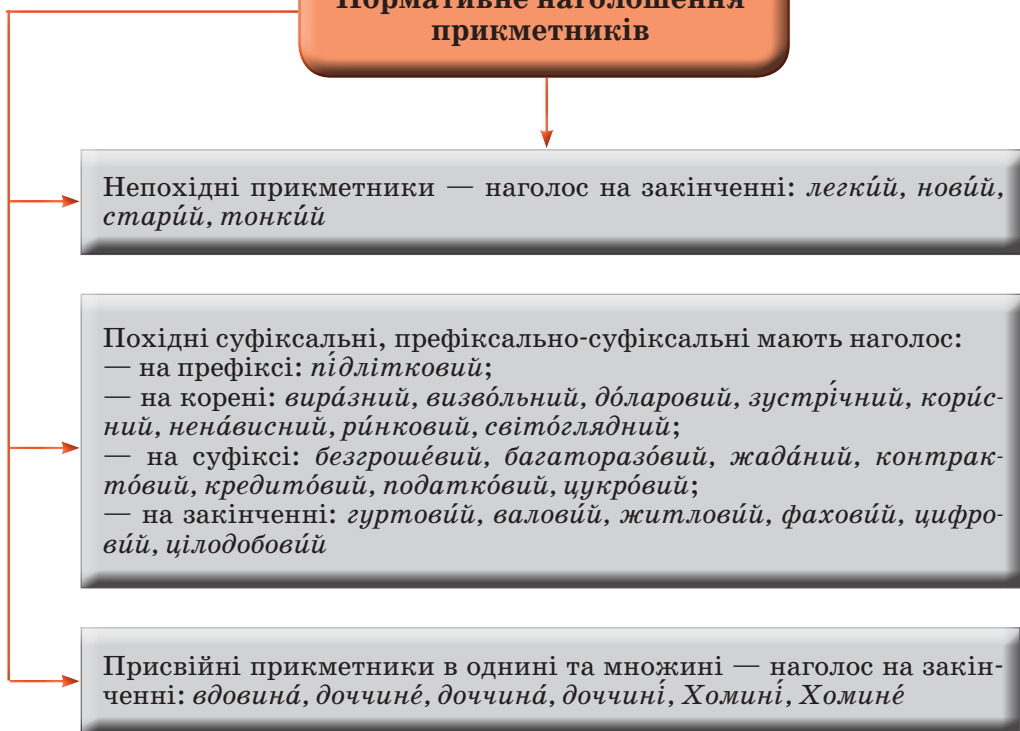 Нормативне наголошення
прикметників
Непохідні прикметники — наголос на закінченні: легки́й, нови́й,
стари́й, тонки́й
Похідні суфіксальні, префіксально-суфіксальні мають наголос:
— на префіксі: пі́длітковий;
— на корені: вира́зний, визво́льний, до́ларовий, зустрі́чний, кори́с-
ний, нена́висний, ри́нковий, світо́глядний;
— на суфіксі: безгроше́вий, багаторазо́вий, жада́ний, контрак-
то́вий, кредито́вий, податко́вий, цукро́вий;
— на закінченні: гуртови́й, валови́й, житлови́й, фахови́й, цифро-
ви́й, цілодобови́й
Присвійні прикметники в однині та множині — наголос на закін-
ченні: вдовина́, доччине́, доччина́, доччині́, Хомині́, Хомине́